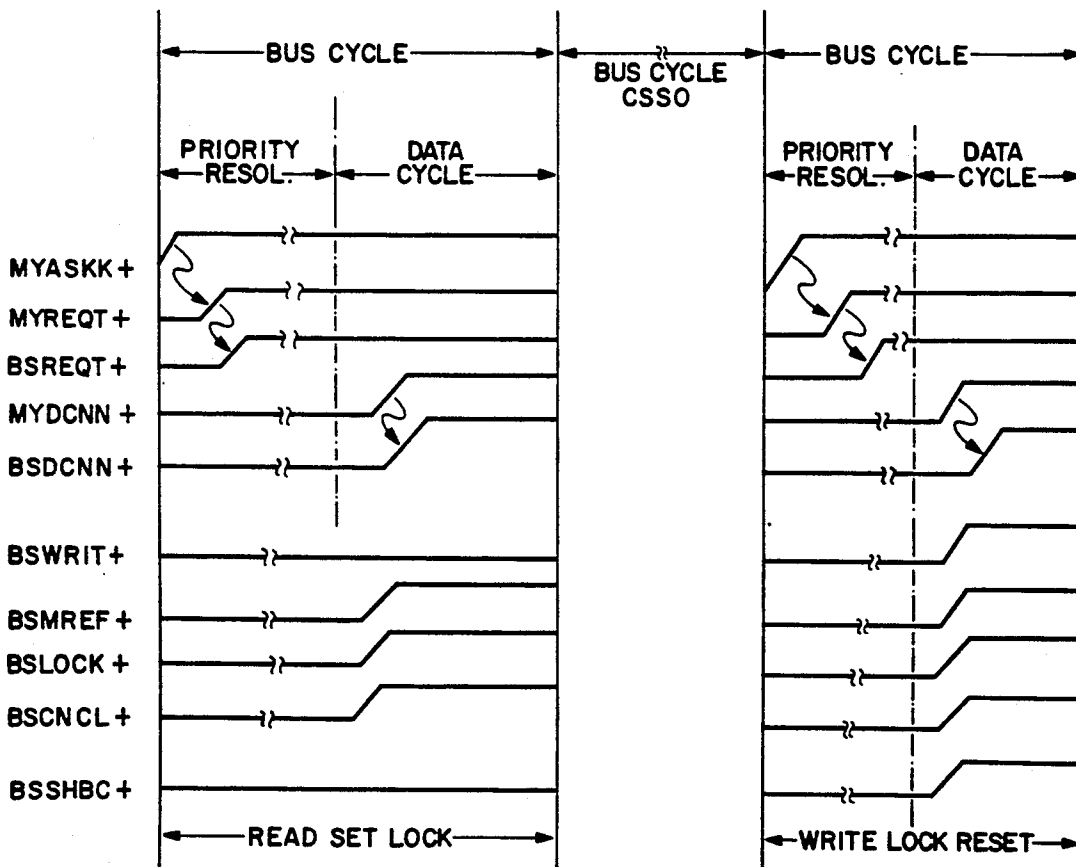 BUS CYCLE
BUS CYCLE
CSSO
BUS CYCLE
PRIORITY
RESOL.
DATA
CYCLE
PRIORITY
RESOL.
DATA
CYCLE
MYASKK+
MYREQT+
BSREQT+
MYDCNN+
BSDCNN+
BSWRIT+
BSMREF+
BSLOCK+
BSCNCL+
BSSHBC+
READ SET LOCK
WRITE LOCK RESET